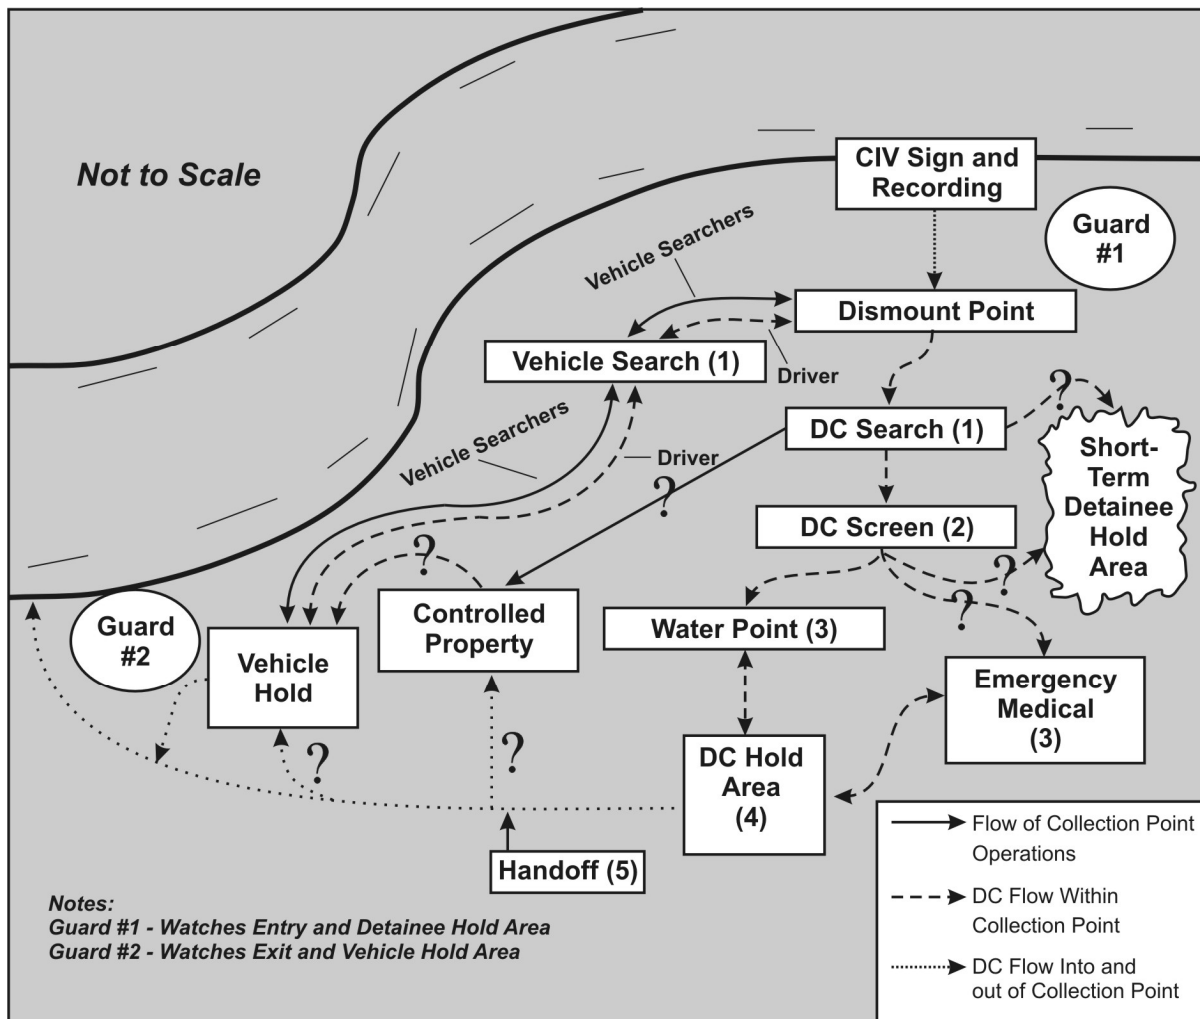 Not to Scale
CIV Sign and
Recording
Guard
#1
Vehicle Searchers
Dismount Point
Vehicle Search (1)
Driver
?
Vehicle Searchers
DC Search (1)
Short-
Term
Detainee
Hold
Area
Driver
?
DC Screen (2)
?
?
?
Controlled
Property
Water Point (3)
Guard
#2
Vehicle
Hold
Emergency
Medical
(3)
?
?
DC Hold
Area
(4)
Handoff (5)
Flow of Collection Point
Operations
DC Flow Within
Collection Point
DC Flow Into and
out of Collection Point
Notes:
Guard #1 - Watches Entry and Detainee Hold Area
Guard #2 - Watches Exit and Vehicle Hold Area